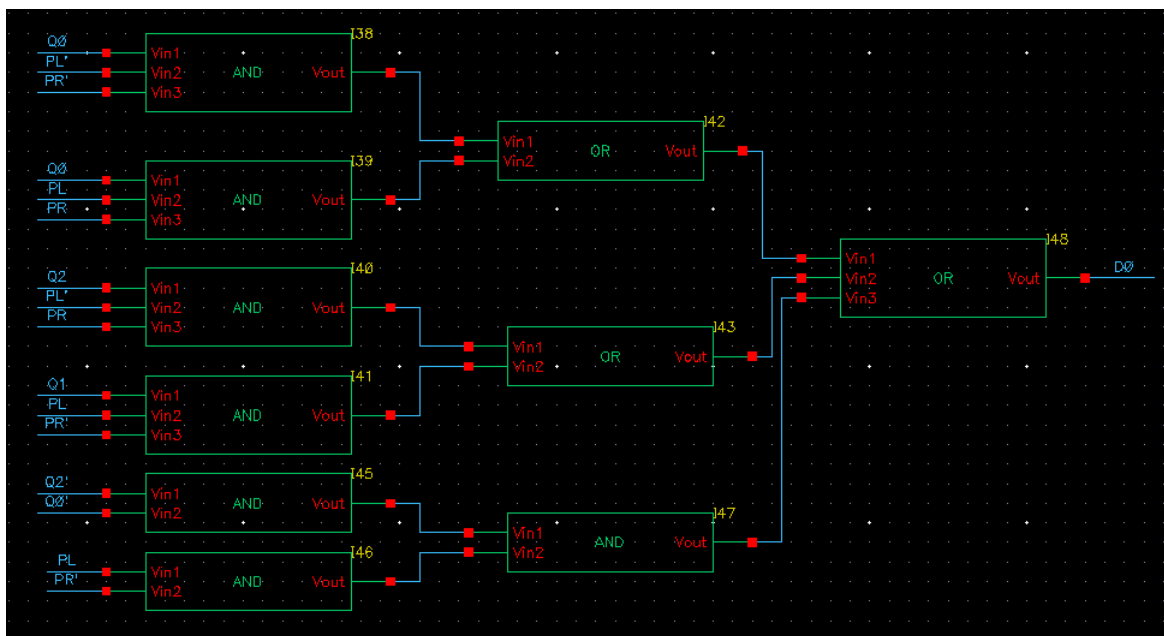 I38
QØ
PL'
PR'
Vin1
Vin2
Vin3
AND
Vout
I42
Vin1
Vin2
OR
Vout
I39
QØ
PL
PR
Vin1
Vin2
Vin3
AND
Vout
I48
Vin1
Vin2
Vin3
OR
Vout
DØ
I40
Q2
PL'
PR
Vin1
Vin2
Vin3
AND
Vout
I43
Vin1
Vin2
OR
Vout
I41
Q1
PL
PR'
Vin1
Vin2
Vin3
AND
Vout
I45
Q2'
QØ'
Vin1
Vin2
AND
Vout
I47
Vin1
Vin2
AND
Vout
I46
PL
PR'
Vin1
Vin2
AND
Vout